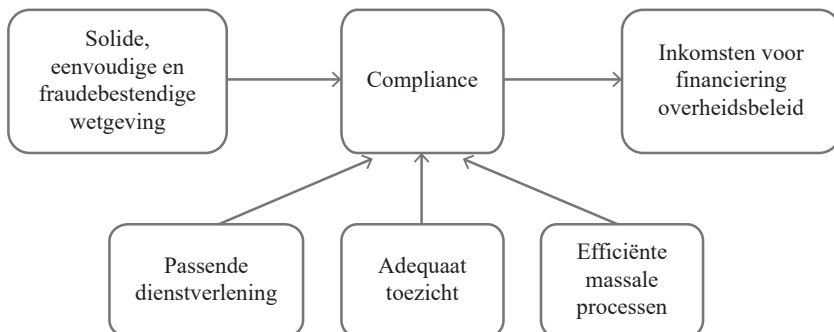 Solide,
eenvoudige en
fraudebestendige
wetgeving
Compliance
Inkomsten voor
financiering
overheidsbeleid
Passende
dienstverlening
Adequaat
toezicht
Efficiënte
massale
processen